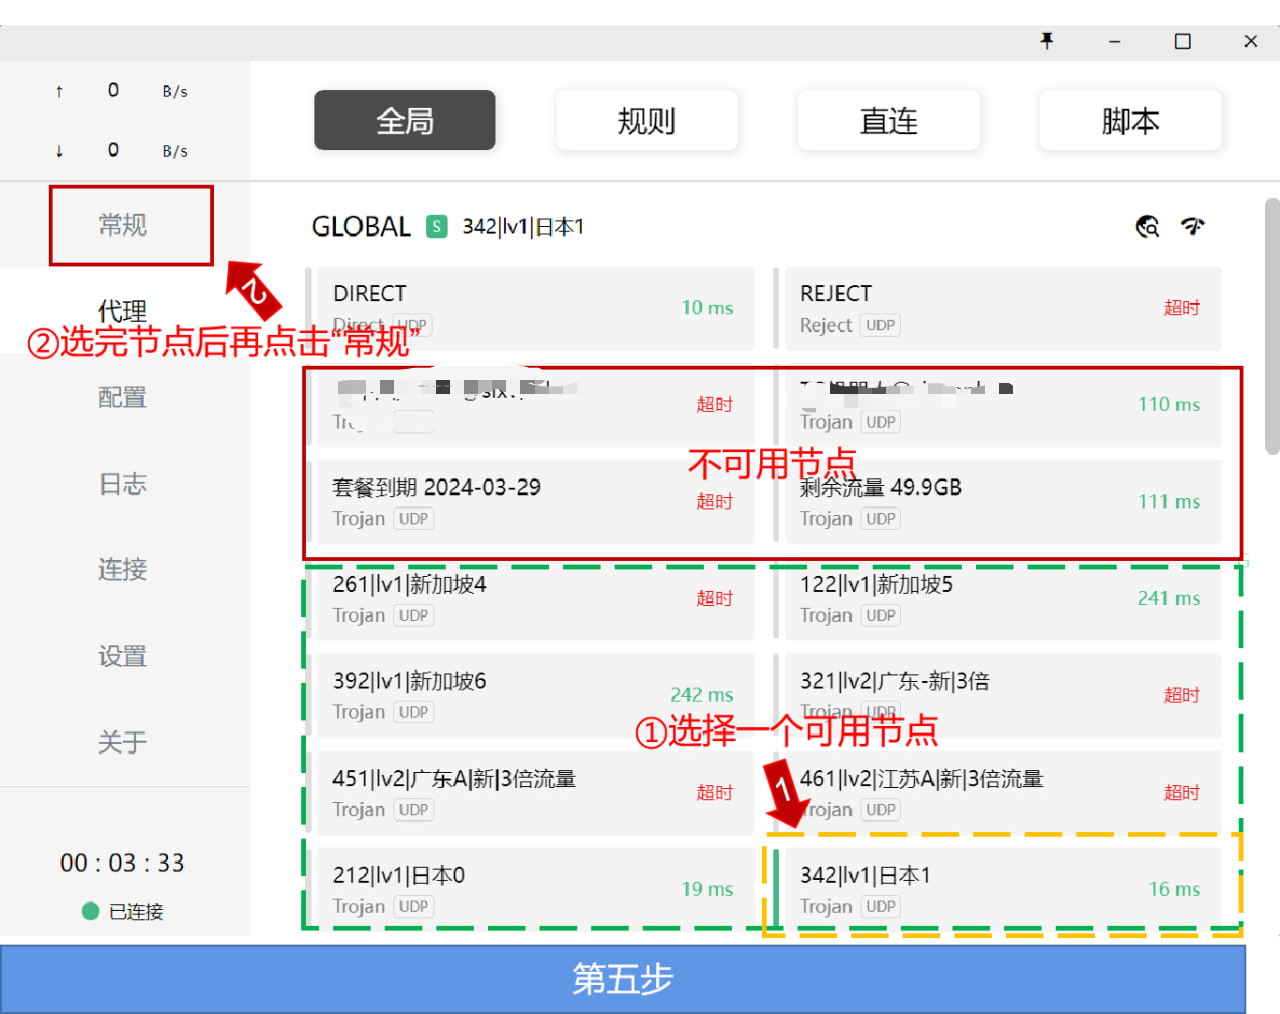 ↑ 0 B/s
↓ 0 B/s
全局 规则 直连 脚本
常规
代理
配置
日志
连接
设置
关于
00 : 03 : 33
已连接
GLOBAL S 342|lv1|日本1
DIRECT
Direct UDP
10 ms
REJECT
Reject UDP
超时
2
②选完节点后再点击“常规”
超时
Trojan UDP
110 ms
不可用节点
套餐到期 2024-03-29
Trojan UDP
超时
剩余流量 49.9GB
Trojan UDP
111 ms
261|lv1|新加坡4
Trojan UDP
超时
122|lv1|新加坡5
Trojan UDP
241 ms
392|lv1|新加坡6
Trojan UDP
242 ms
321|lv2|广东-新|3倍
Trojan UDP
超时
①选择一个可用节点
1
451|lv2|广东A|新|3倍流量
Trojan UDP
超时
461|lv2|江苏A|新|3倍流量
Trojan UDP
超时
212|lv1|日本0
Trojan UDP
19 ms
342|lv1|日本1
Trojan UDP
16 ms
第五步